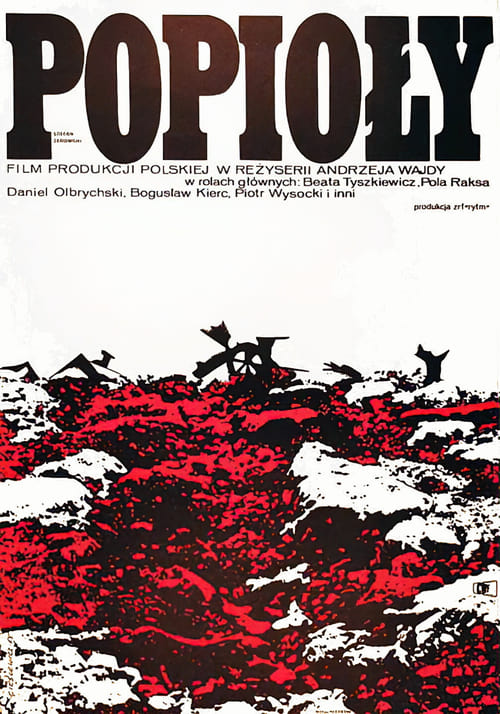 POPIOŁY
STEFAN
ŻEROMSKI
FILM PRODUKCJI POLSKIEJ W REŻYSERII ANDRZEJA WAJDY
w rolach głównych: Beata Tyszkiewicz, Pola Raksa
Daniel Olbrychski, Bogusław Kierc, Piotr Wysocki i inni
produkcja zrf•rytm•